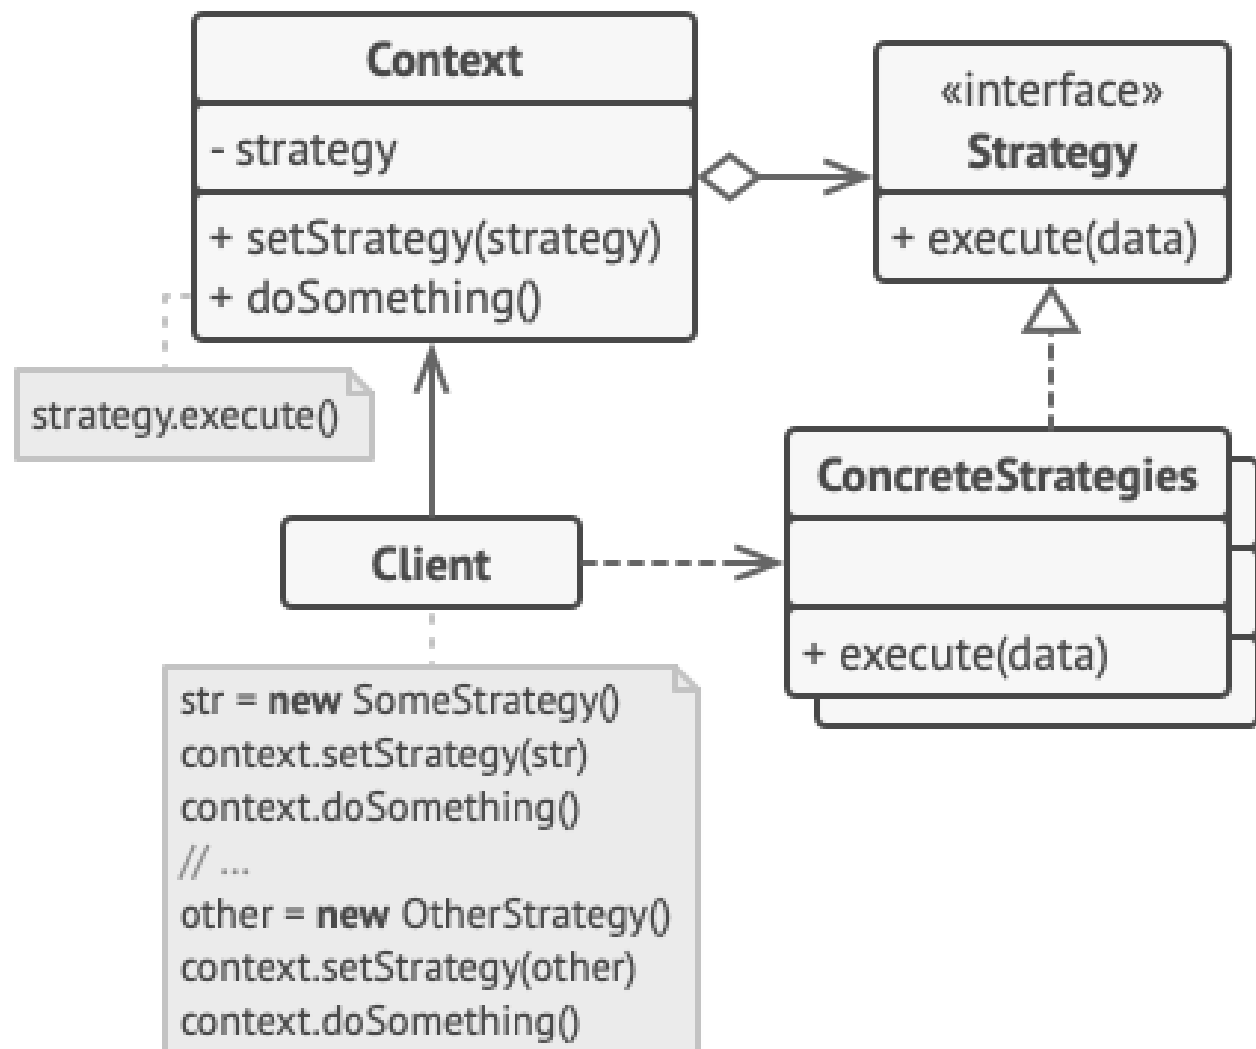 Context
- strategy
+ setStrategy(strategy)
+ doSomething()
«interface»
Strategy
+ execute(data)
strategy.execute()
Client
ConcreteStrategies
+ execute(data)
str = new SomeStrategy()
context.setStrategy(str)
context.doSomething()
// ...
other = new OtherStrategy()
context.setStrategy(other)
context.doSomething()